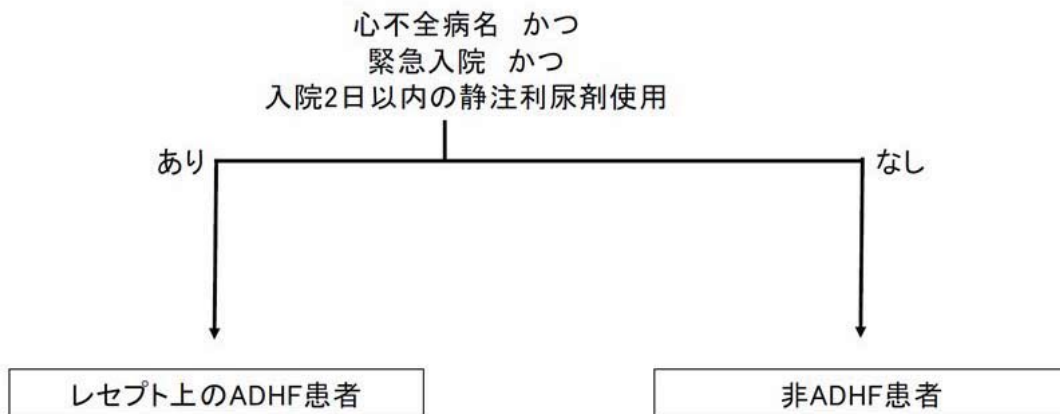 心不全病名 かつ
緊急入院 かつ
入院2日以内の静注利尿剤使用
あり
なし
レセプト上のADHF患者
非ADHF患者